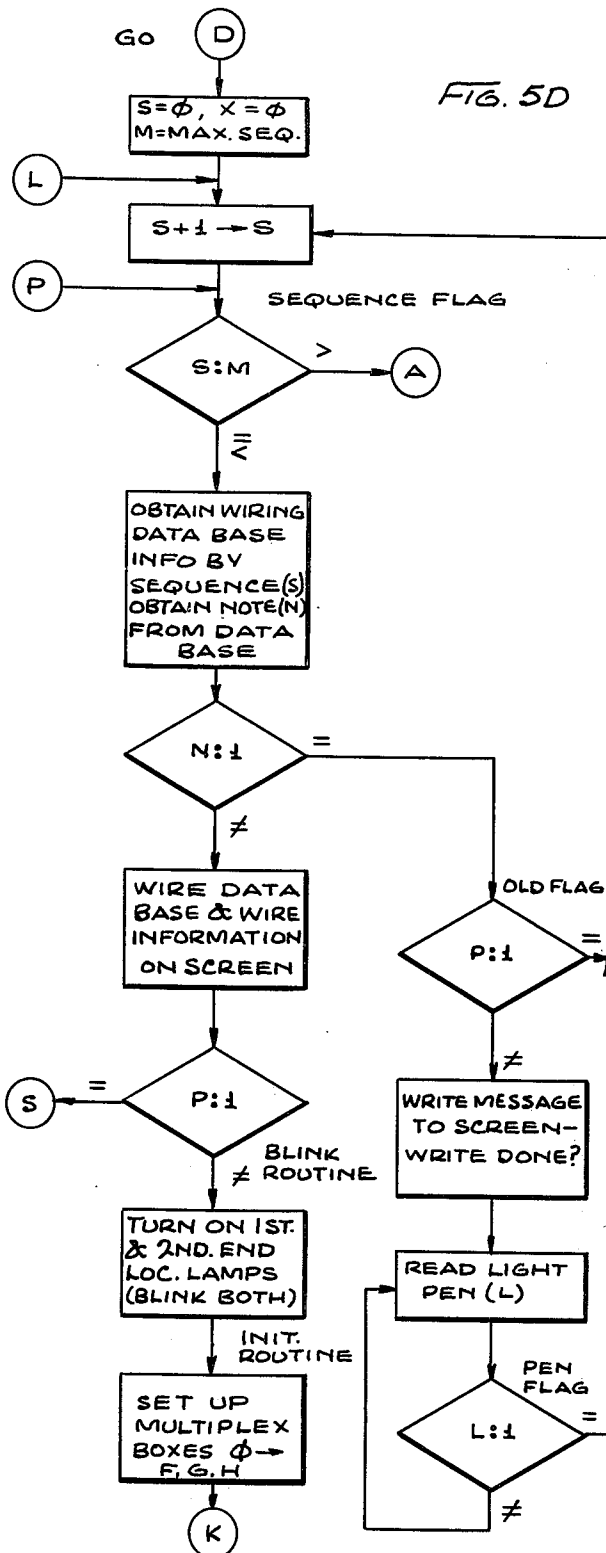 GO
D
FIG. 5D
S=ϕ, X=ϕ
M=MAX. SEQ.
L
S+1→S
P
SEQUENCE FLAG
S:M
>
A
≦
OBTAIN WIRING
DATA BASE
INFO BY
SEQUENCE(S)
OBTAIN NOTE(N)
FROM DATA
BASE
N:1
=
≠
WIRE DATA
BASE & WIRE
INFORMATION
ON SCREEN
OLD FLAG
P:1
=
≠
S
=
P:1
≠
BLINK
ROUTINE
WRITE MESSAGE
TO SCREEN-
WRITE DONE?
TURN ON 1ST.
& 2ND. END
LOC. LAMPS
(BLINK BOTH)
READ LIGHT
PEN (L)
INIT.
ROUTINE
PEN
FLAG
SET UP
MULTIPLEX
BOXES ϕ→
F, G, H
L:1
=
≠
K